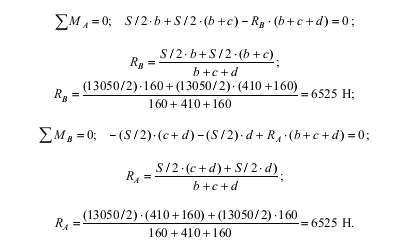 ∑M_A = 0; S/2·b + S/2·(b+c) − R_B·(b+c+d) = 0;
R_B = (S/2·b + S/2·(b+c)) / (b+c+d);
R_B = ((13050/2)·160 + (13050/2)·(410+160)) / (160+410+160) = 6525 Н;
∑M_B = 0; −(S/2)·(c+d) − (S/2)·d + R_A·(b+c+d) = 0;
R_A = (S/2·(c+d) + S/2·d) / (b+c+d);
R_A = ((13050/2)·(410+160) + (13050/2)·160) / (160+410+160) = 6525 Н.